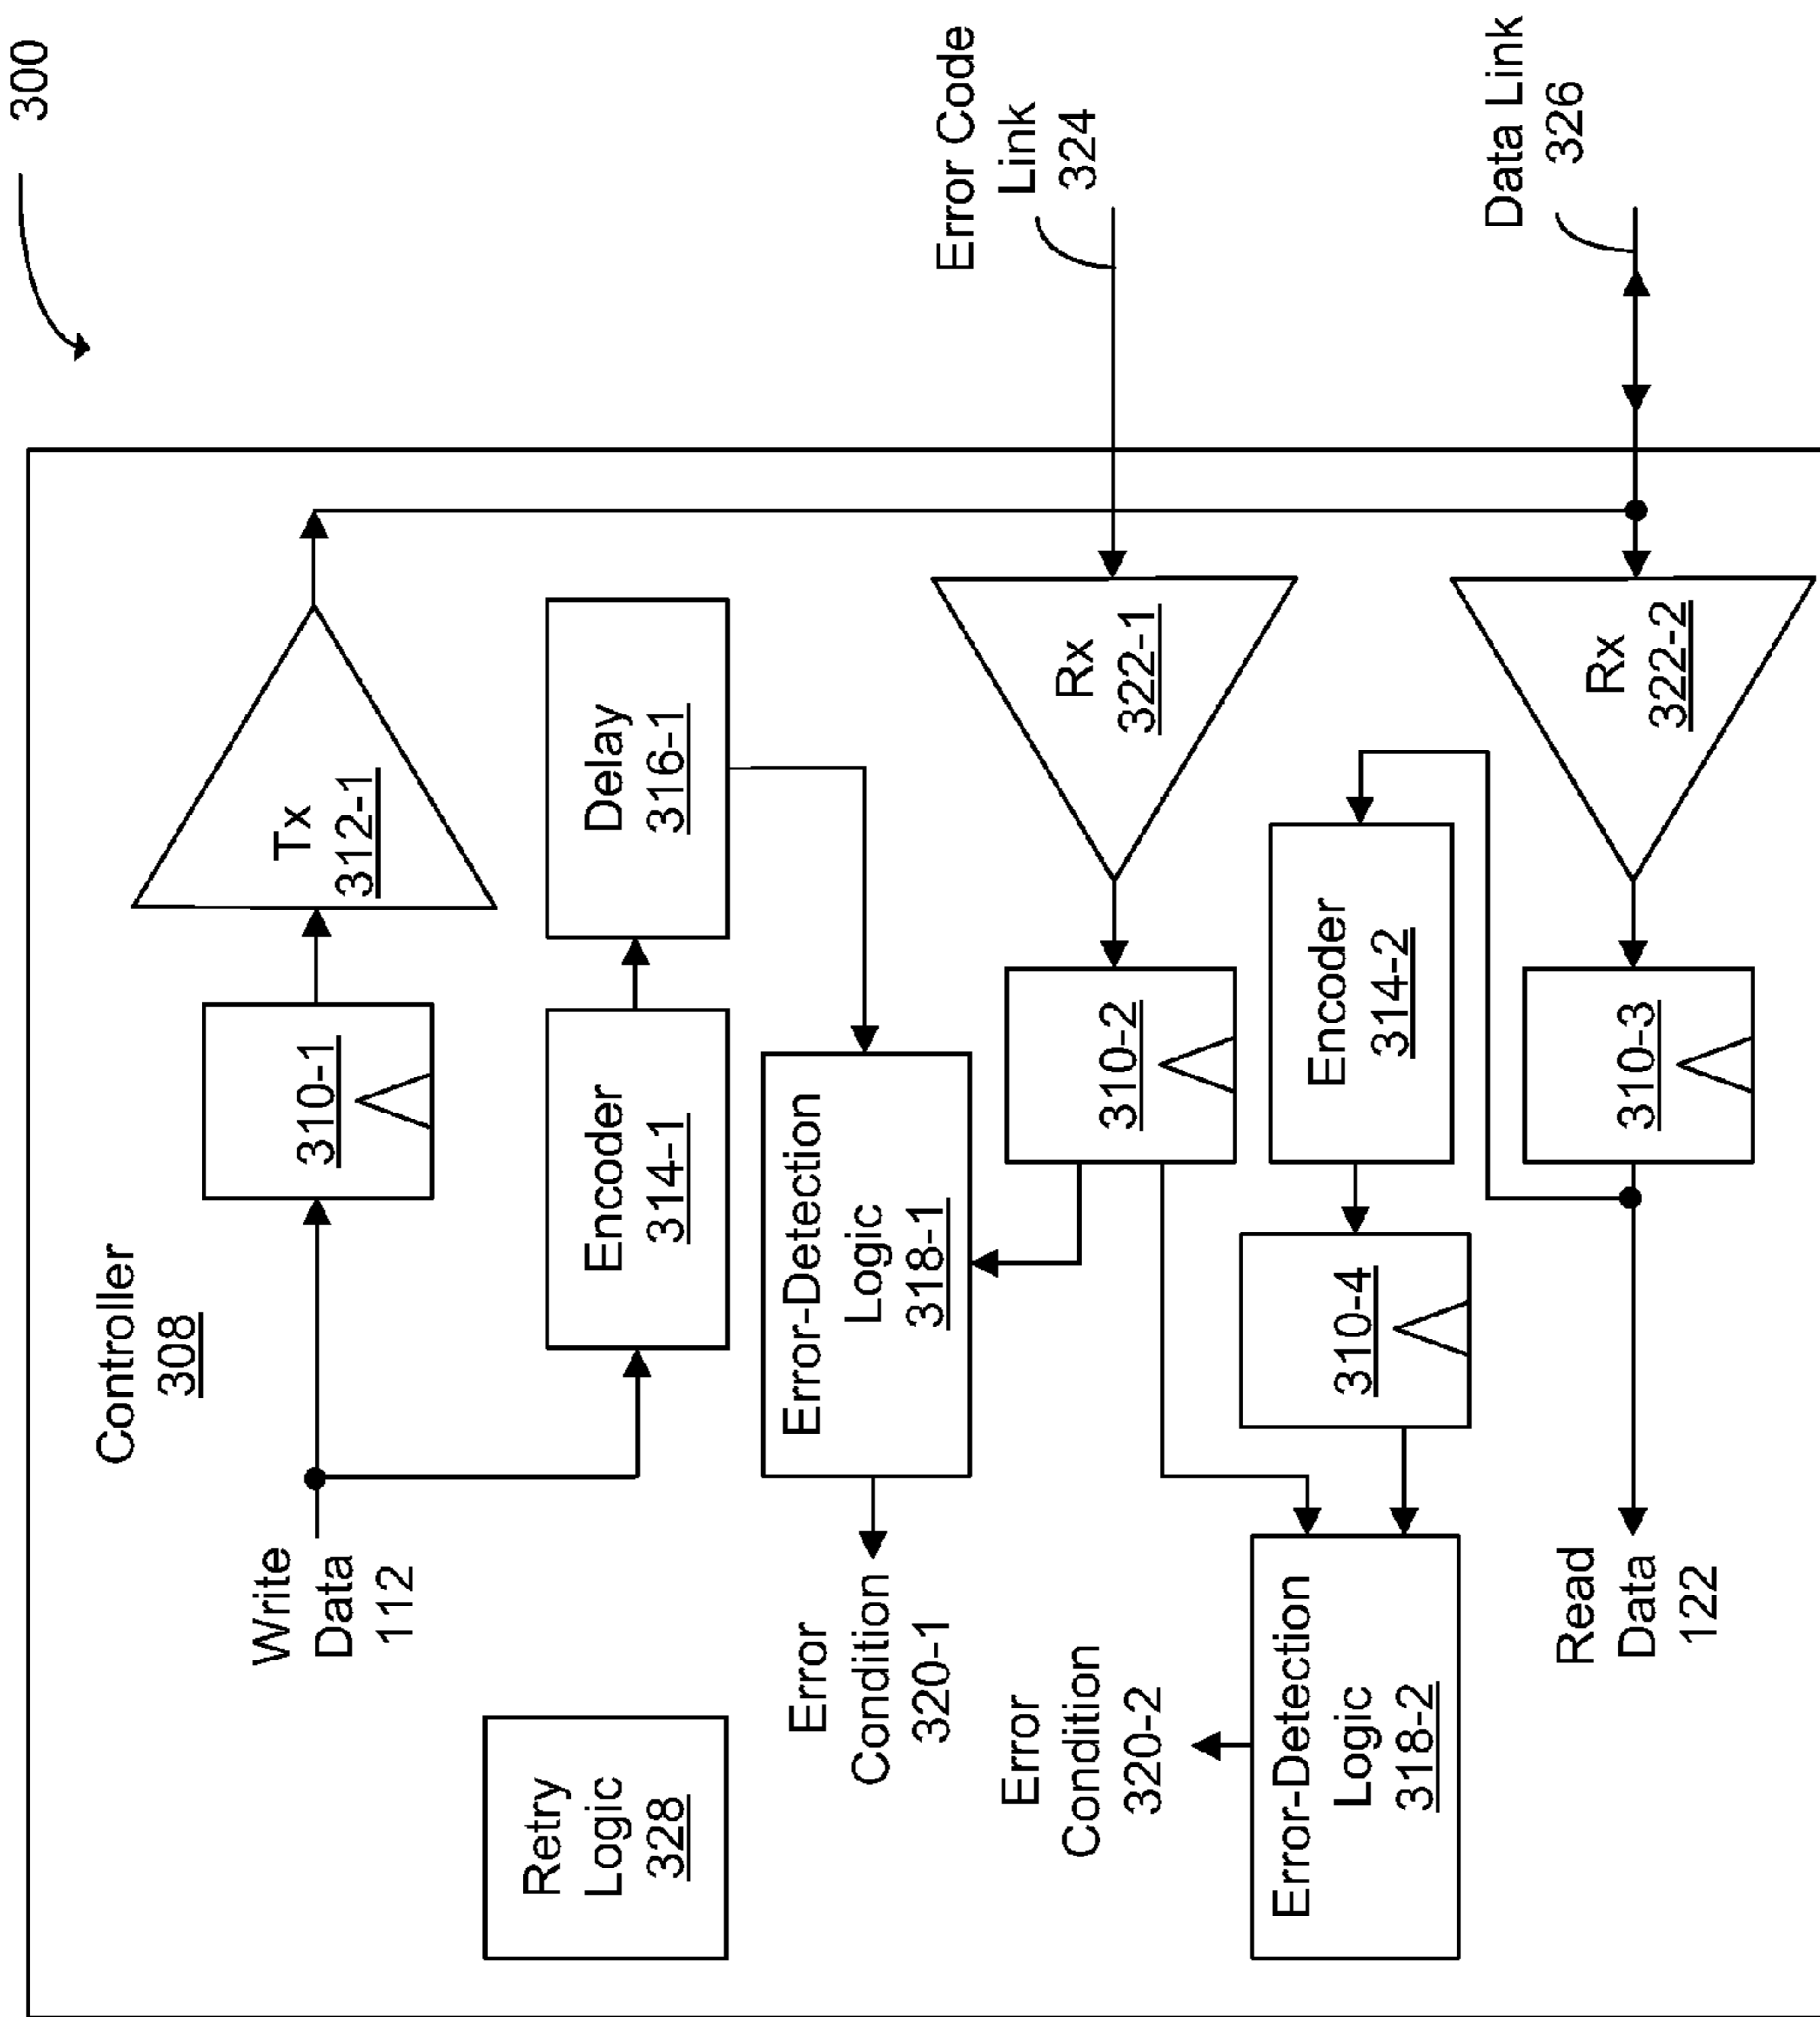 300
Controller
308
Write
Data
112
310-1
Tx
312-1
Encoder
314-1
Delay
316-1
Retry
Logic
328
Error-Detection
Logic
318-1
Error
Condition
320-1
Error Code
Link
324
Rx
322-1
310-2
Encoder
314-2
310-4
Error
Condition
320-2
Error-Detection
Logic
318-2
Data Link
326
Rx
322-2
310-3
Read
Data
122